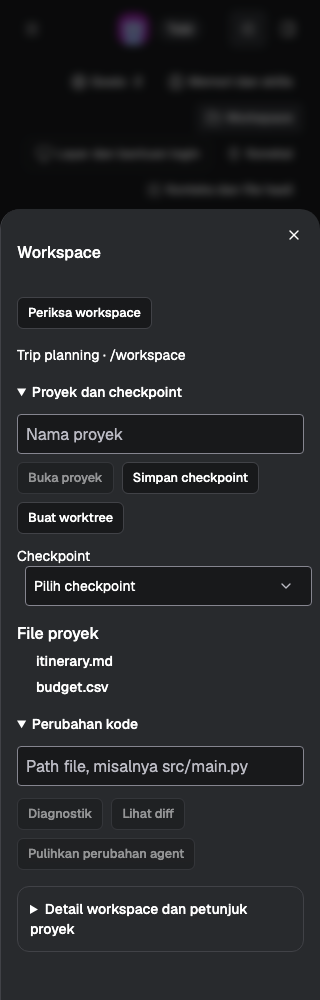 Workspace
Periksa workspace
Trip planning · /workspace
▼ Proyek dan checkpoint
Nama proyek
Buka proyek
Simpan checkpoint
Buat worktree
Checkpoint
Pilih checkpoint
File proyek
itinerary.md
budget.csv
▼ Perubahan kode
Path file, misalnya src/main.py
Diagnostik
Lihat diff
Pulihkan perubahan agent
▶ Detail workspace dan petunjuk
proyek